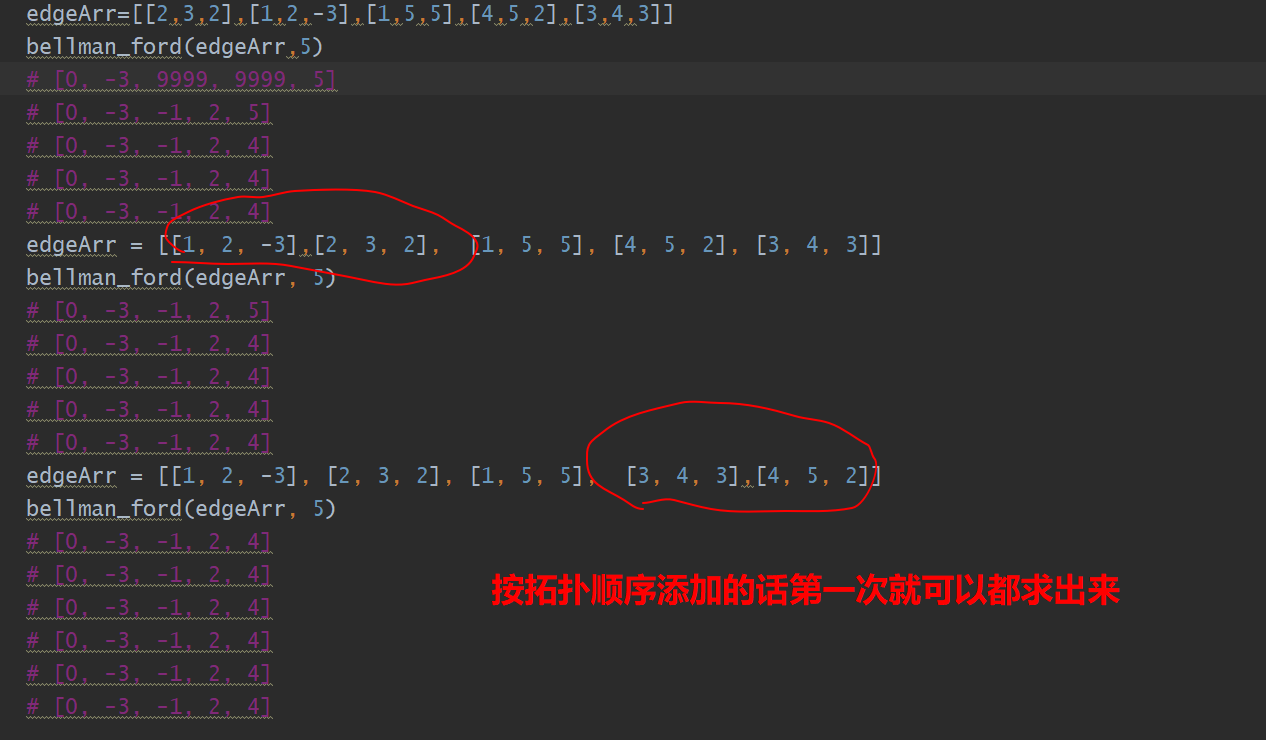 edgeArr=[[2,3,2],[1,2,-3],[1,5,5],[4,5,2],[3,4,3]]
bellman_ford(edgeArr,5)
# [0, -3, 9999, 9999, 5]
# [0, -3, -1, 2, 5]
# [0, -3, -1, 2, 4]
# [0, -3, -1, 2, 4]
# [0, -3, -1, 2, 4]
edgeArr = [[1, 2, -3],[2, 3, 2],  [1, 5, 5], [4, 5, 2], [3, 4, 3]]
bellman_ford(edgeArr, 5)
# [0, -3, -1, 2, 5]
# [0, -3, -1, 2, 4]
# [0, -3, -1, 2, 4]
# [0, -3, -1, 2, 4]
# [0, -3, -1, 2, 4]
edgeArr = [[1, 2, -3], [2, 3, 2], [1, 5, 5],  [3, 4, 3],[4, 5, 2]]
bellman_ford(edgeArr, 5)
# [0, -3, -1, 2, 4]
# [0, -3, -1, 2, 4]
按拓扑顺序添加的话第一次就可以都求出来
# [0, -3, -1, 2, 4]
# [0, -3, -1, 2, 4]
# [0, -3, -1, 2, 4]
# [0, -3, -1, 2, 4]